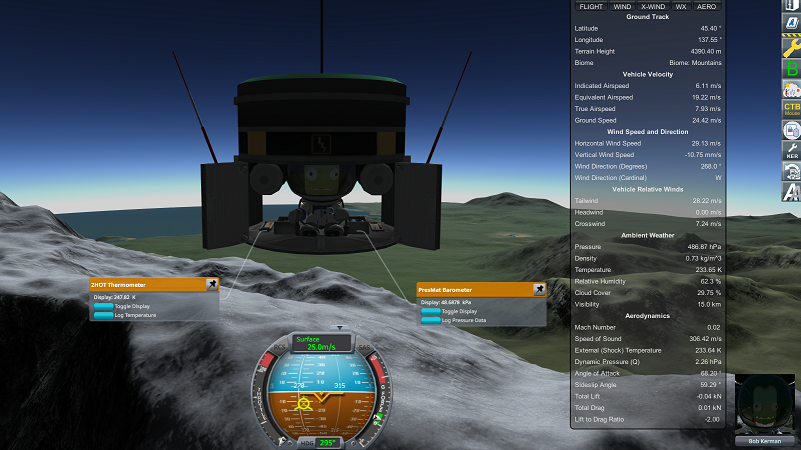 FLIGHT WIND X-WIND WX AERO
Ground Track
Latitude 45.40 °
Longitude 137.55 °
Terrain Height 4390.40 m
Biome Biome: Mountains
Vehicle Velocity
Indicated Airspeed 6.11 m/s
Equivalent Airspeed 19.22 m/s
True Airspeed 7.93 m/s
Ground Speed 24.42 m/s
Wind Speed and Direction
Horizontal Wind Speed 29.13 m/s
Vertical Wind Speed -10.75 mm/s
Wind Direction (Degrees) 268.0 °
Wind Direction (Cardinal) W
Vehicle Relative Winds
Tailwind 28.22 m/s
Headwind 0.00 m/s
Crosswind 7.24 m/s
Ambient Weather
Pressure 486.87 hPa
Density 0.73 kg/m^3
Temperature 233.65 K
Relative Humidity 62.3 %
Cloud Cover 29.75 %
Visibility 15.0 km
Aerodynamics
Mach Number 0.02
Speed of Sound 306.42 m/s
External (Shock) Temperature 233.64 K
Dynamic Pressure (Q) 2.26 hPa
Angle of Attack 68.20 °
Sideslip Angle 59.29 °
Total Lift -0.04 kN
Total Drag 0.01 kN
Lift to Drag Ratio -2.00
2HOT Thermometer
Display: 247.82 K
Toggle Display
Log Temperature
PresMat Barometer
Display: 48.6878 kPa
Toggle Display
Log Pressure Data
Surface
25.0m/s
RCS SAS
270 315
HDG 295°
B
CTB
Mouse
KER
Bob Kerman